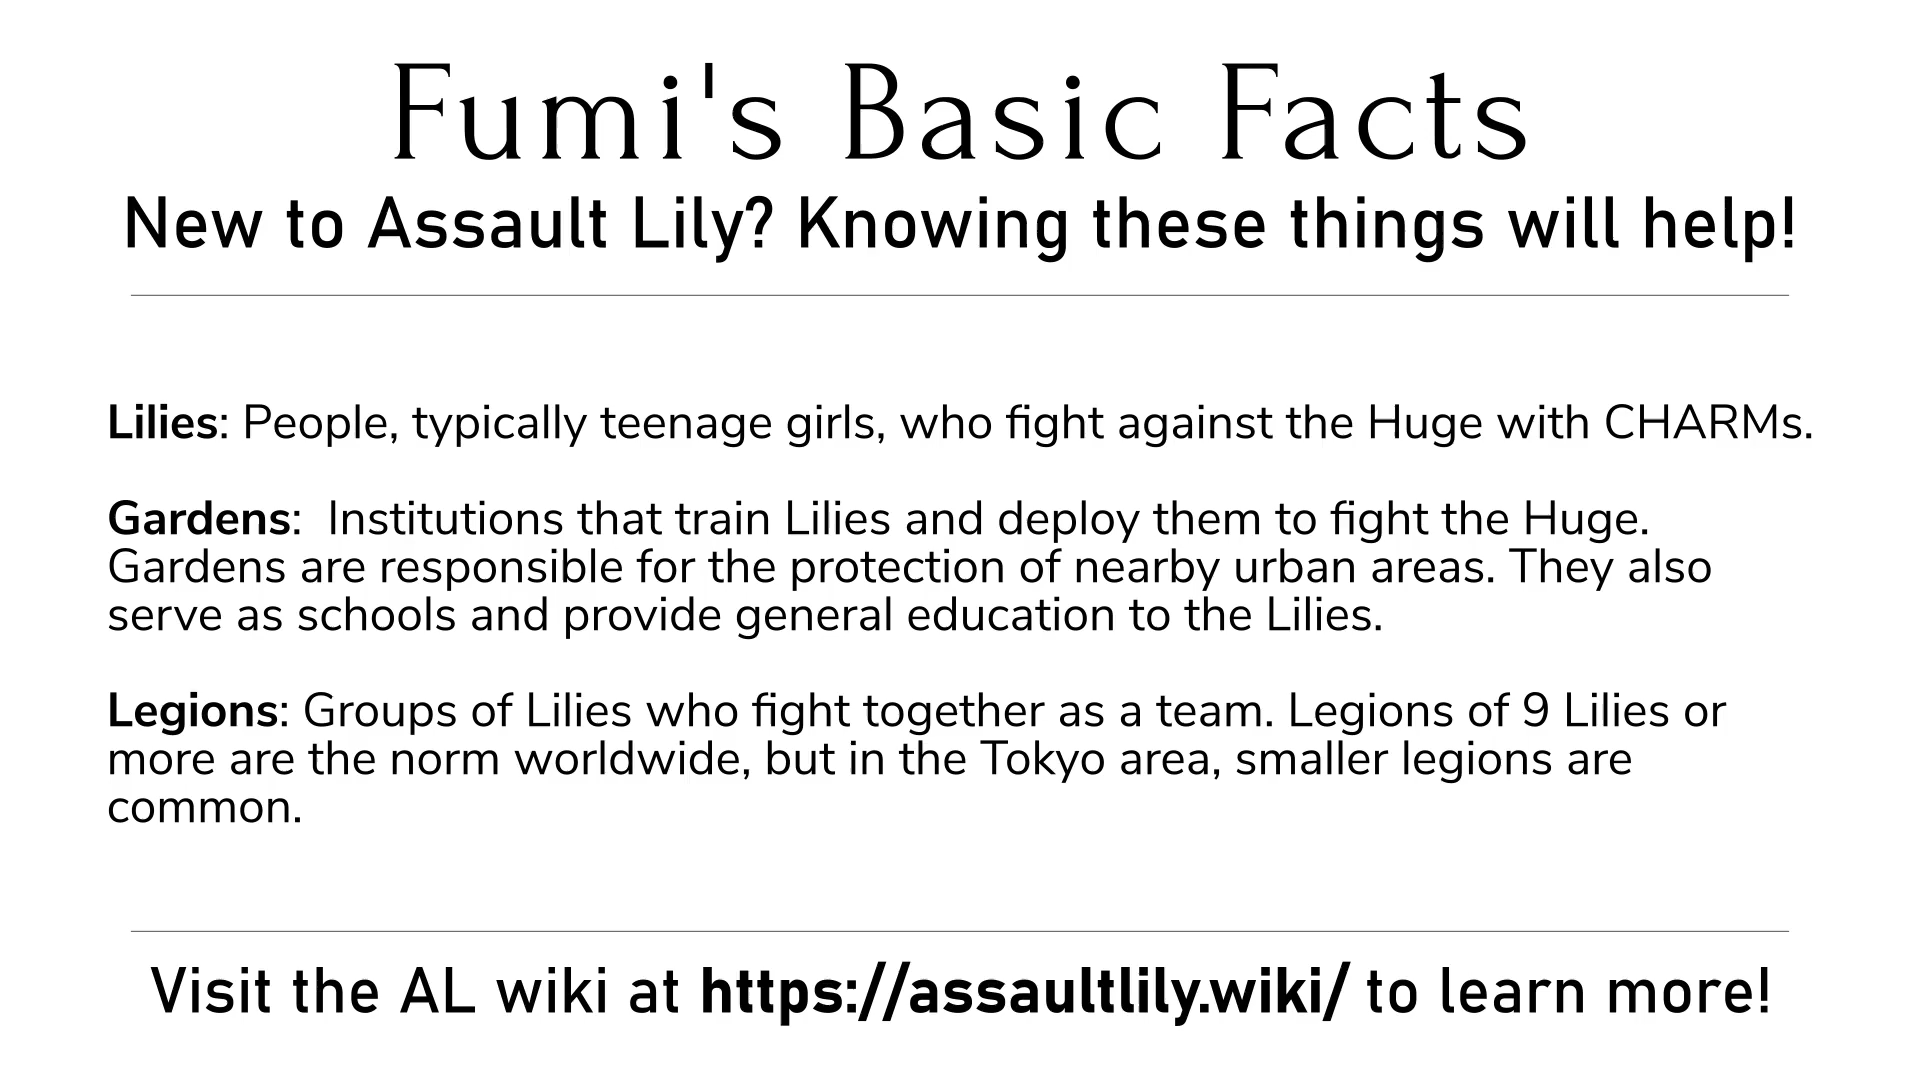 Fumi's Basic Facts
New to Assault Lily? Knowing these things will help!
Lilies: People, typically teenage girls, who fight against the Huge with CHARMs.
Gardens:  Institutions that train Lilies and deploy them to fight the Huge.
Gardens are responsible for the protection of nearby urban areas. They also
serve as schools and provide general education to the Lilies.
Legions: Groups of Lilies who fight together as a team. Legions of 9 Lilies or
more are the norm worldwide, but in the Tokyo area, smaller legions are
common.
Visit the AL wiki at https://assaultlily.wiki/ to learn more!